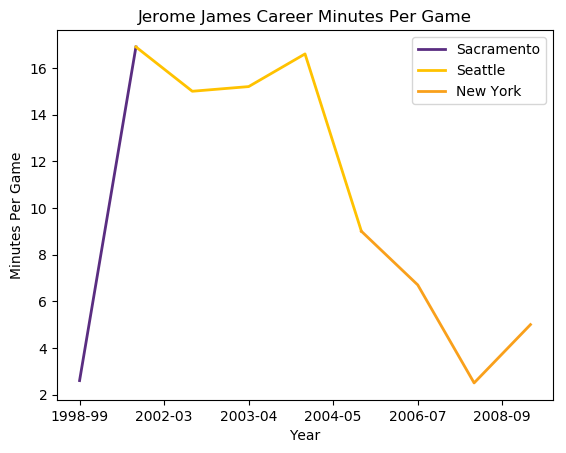 Jerome James Career Minutes Per Game
Sacramento
Seattle
New York
Minutes Per Game
16
14
12
10
8
6
4
2
1998-99 2002-03 2003-04 2004-05 2006-07 2008-09
Year